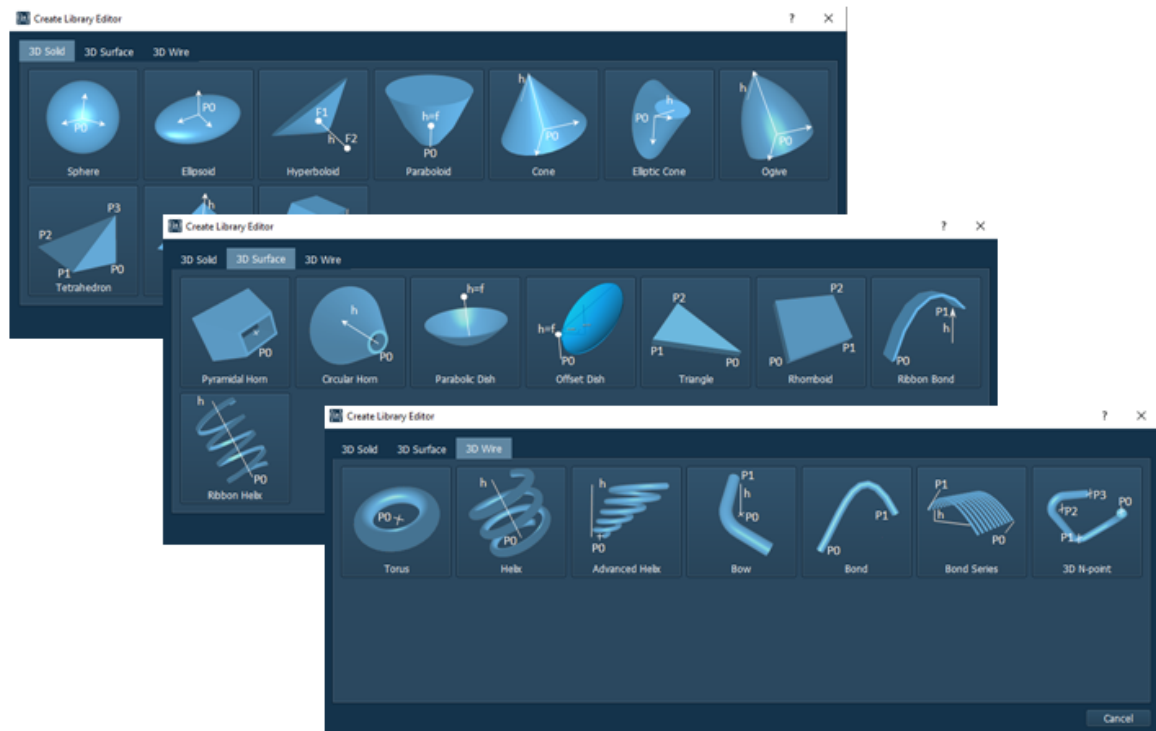 Create Library Editor ?
3D Solid 3D Surface 3D Wire
P0 P0 F1 h F2 h=f P0 h P0 P0 h h P0
Sphere Ellipsoid Hyperboloid Paraboloid Cone Elliptic Cone Ogive
P3 P2 P1 P0 h
Tetrahedron
Create Library Editor ?
3D Solid 3D Surface 3D Wire
P0 h P0 h=f h=f P0 P2 P1 P0 P2 P0 P1 P1 h P0
Pyramidal Horn Circular Horn Parabolic Dish Offset Dish Triangle Rhomboid Ribbon Bond
h P0
Ribbon Helix
Create Library Editor ?
3D Solid 3D Surface 3D Wire
P0 h P0 h P0 P1 h P0 P1 P0 P1 h P0 P3 P0 P2 P1
Torus Helix Advanced Helix Bow Bond Bond Series 3D N-point
Cancel